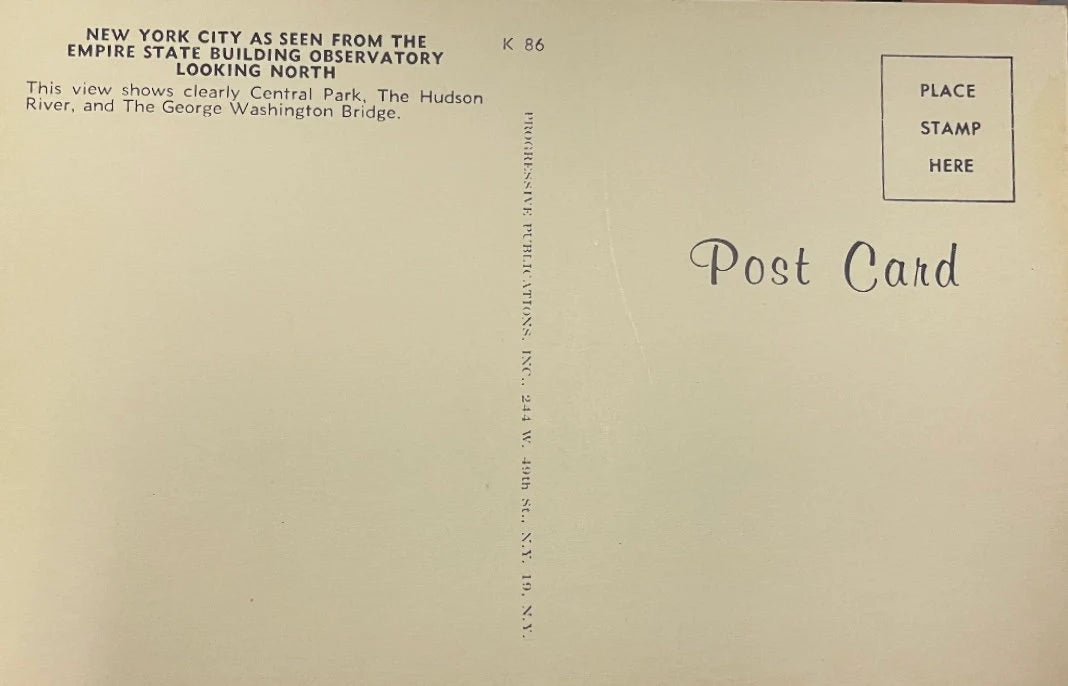 NEW YORK CITY AS SEEN FROM THE
EMPIRE STATE BUILDING OBSERVATORY
LOOKING NORTH
This view shows clearly Central Park, The Hudson
River, and The George Washington Bridge.
K 86
PROGRESSIVE PUBLICATIONS, INC., 244 W. 49th St., N.Y. 19, N.Y.
PLACE
STAMP
HERE
Post Card